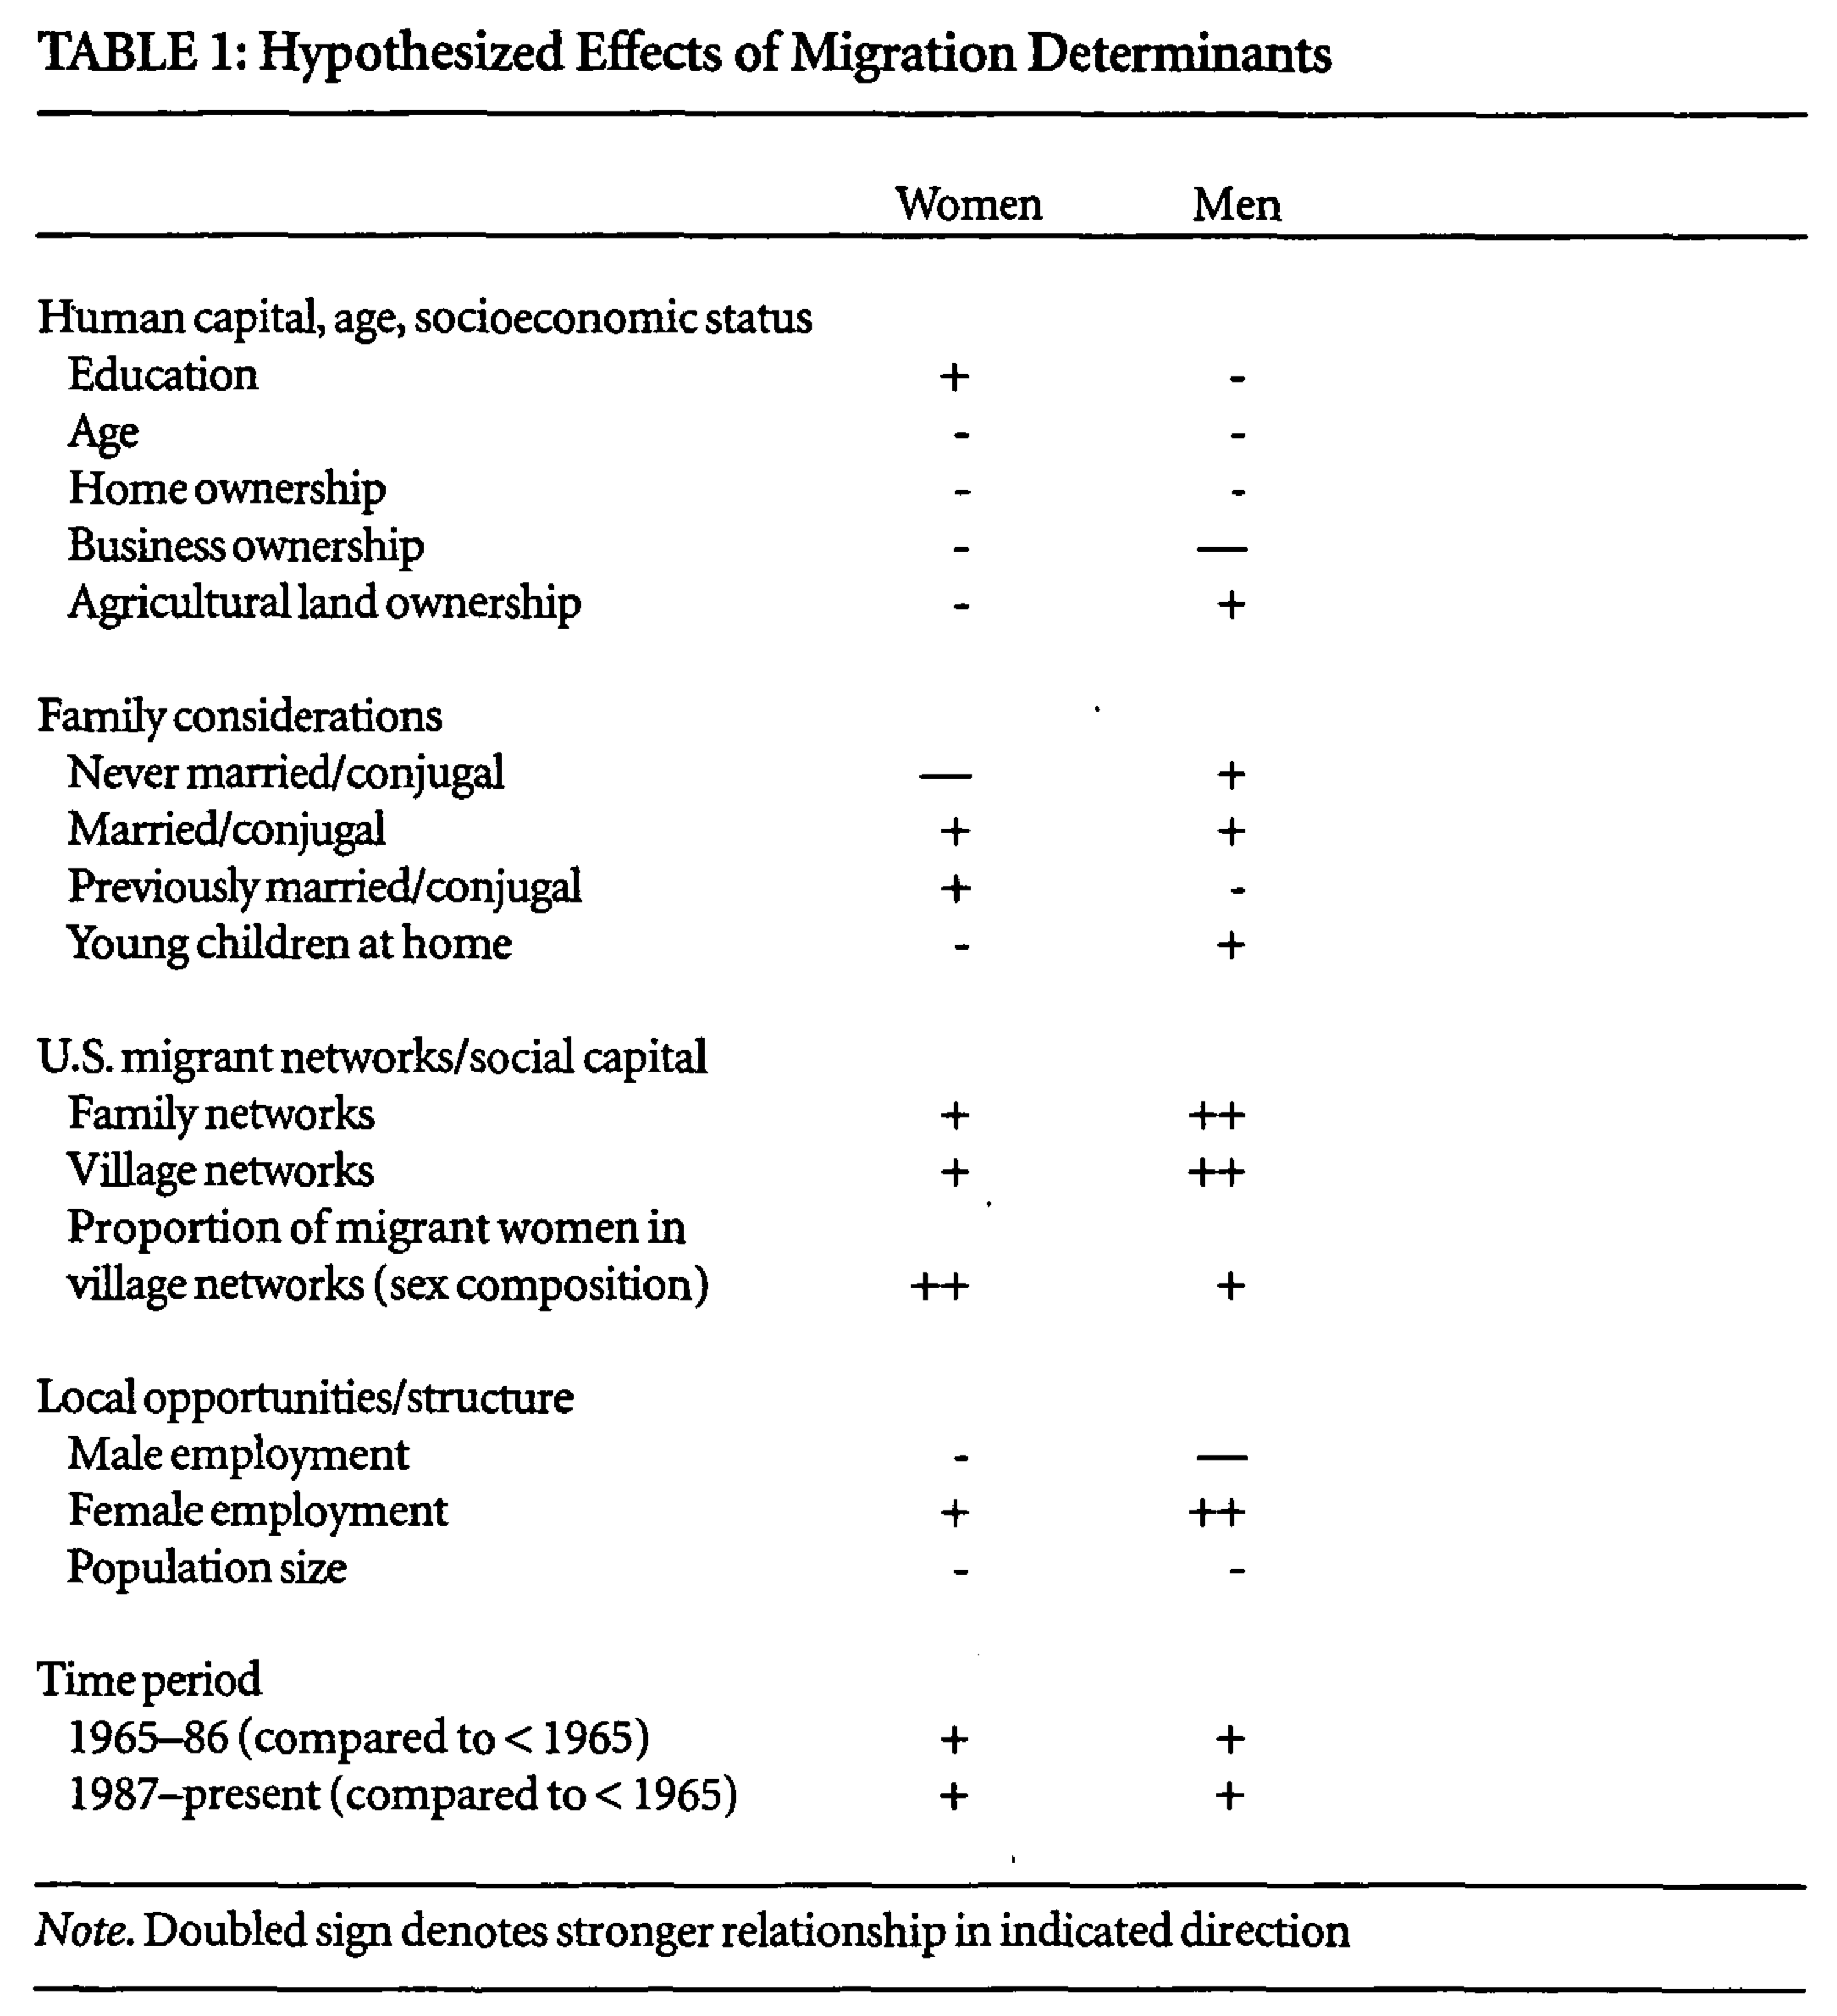 TABLE 1: Hypothesized Effects of Migration Determinants
Women Men
Human capital, age, socioeconomic status
Education + -
Age - -
Home ownership - -
Business ownership - —
Agricultural land ownership - +
Family considerations
Never married/conjugal — +
Married/conjugal + +
Previously married/conjugal + -
Young children at home - +
U.S. migrant networks/social capital
Family networks + ++
Village networks + ++
Proportion of migrant women in
village networks (sex composition) ++ +
Local opportunities/structure
Male employment - —
Female employment + ++
Population size - -
Time period
1965–86 (compared to < 1965) + +
1987–present (compared to < 1965) + +
Note. Doubled sign denotes stronger relationship in indicated direction